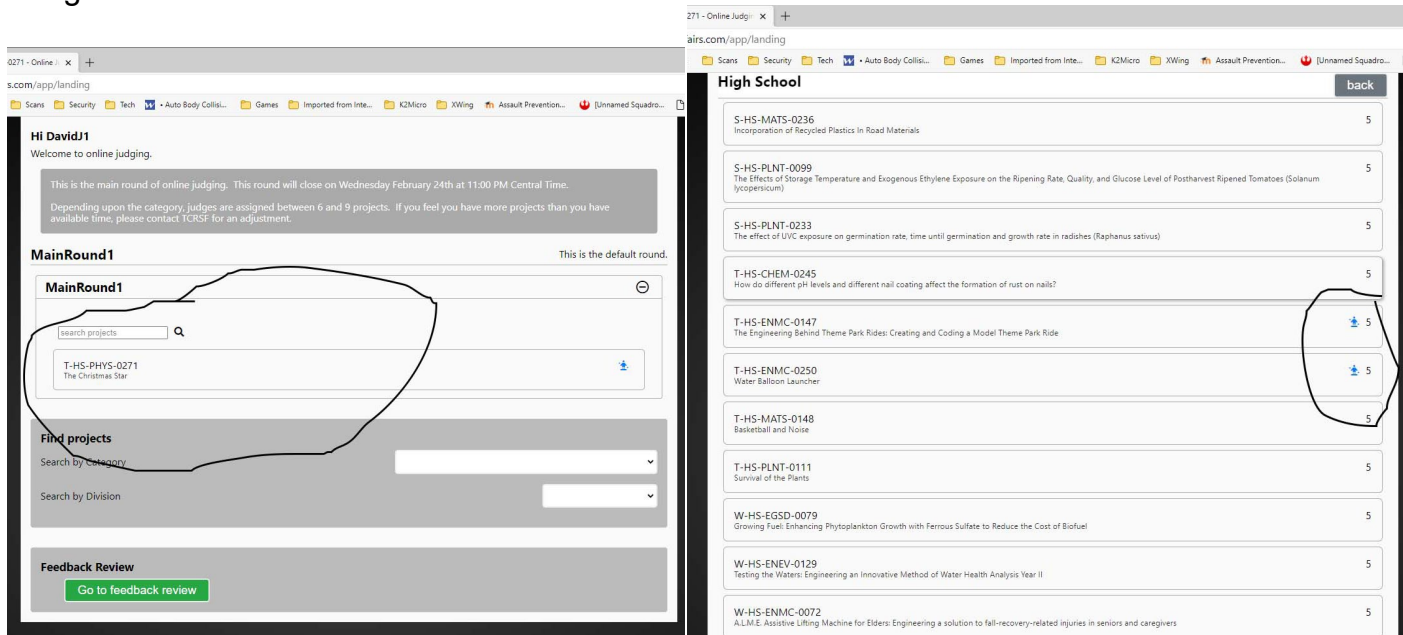 0271 - Online J
s.com/app/landing
Scans Security Tech • Auto Body Collisi... Games Imported from Inte... K2Micro XWing Assault Prevention... [Unnamed Squadro...
Hi DavidJ1
Welcome to online judging.
This is the main round of online judging. This round will close on Wednesday February 24th at 11:00 PM Central Time.
Depending upon the category, judges are assigned between 6 and 9 projects. If you feel you have more projects than you have
available time, please contact TCRSF for an adjustment.
MainRound1 This is the default round.
MainRound1
search projects
T-HS-PHYS-0271
The Christmas Star
Find projects
Search by Category
Search by Division
Feedback Review
Go to feedback review
271 - Online Judgin
airs.com/app/landing
Scans Security Tech • Auto Body Collisi... Games Imported from Inte... K2Micro XWing Assault Prevention... [Unnamed Squadro...
High School back
S-HS-MATS-0236 5
Incorporation of Recycled Plastics In Road Materials
S-HS-PLNT-0099 5
The Effects of Storage Temperature and Exogenous Ethylene Exposure on the Ripening Rate, Quality, and Glucose Level of Postharvest Ripened Tomatoes (Solanum
lycopersicum)
S-HS-PLNT-0233 5
The effect of UVC exposure on germination rate, time until germination and growth rate in radishes (Raphanus sativus)
T-HS-CHEM-0245 5
How do different pH levels and different nail coating affect the formation of rust on nails?
T-HS-ENMC-0147 5
The Engineering Behind Theme Park Rides: Creating and Coding a Model Theme Park Ride
T-HS-ENMC-0250 5
Water Balloon Launcher
T-HS-MATS-0148 5
Basketball and Noise
T-HS-PLNT-0111 5
Survival of the Plants
W-HS-EGSD-0079 5
Growing Fuel: Enhancing Phytoplankton Growth with Ferrous Sulfate to Reduce the Cost of Biofuel
W-HS-ENEV-0129 5
Testing the Waters: Engineering an Innovative Method of Water Health Analysis Year II
W-HS-ENMC-0072 5
A.L.M.E. Assistive Lifting Machine for Elders: Engineering a solution to fall-recovery-related injuries in seniors and caregivers